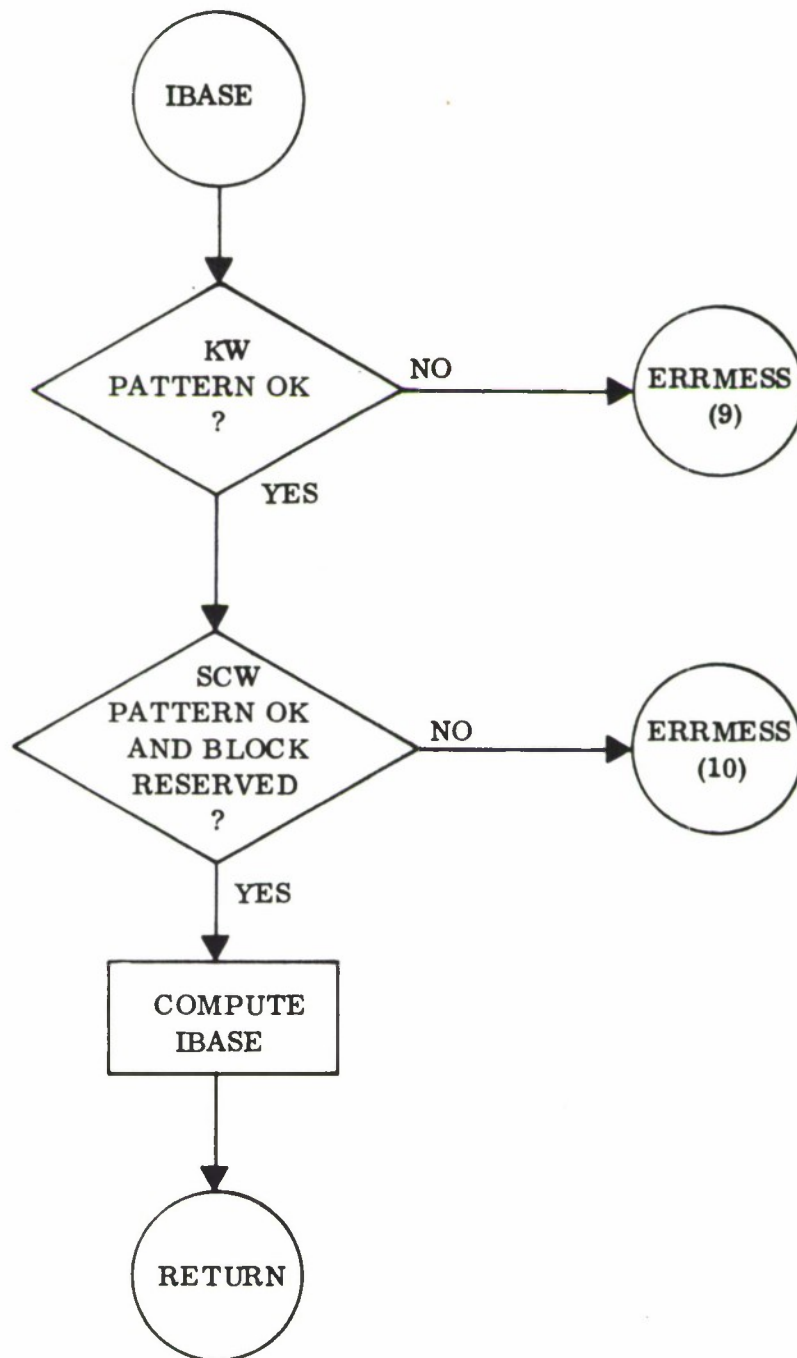 IBASE
KW
PATTERN OK
?
NO
ERRMESS
(9)
YES
SCW
PATTERN OK
AND BLOCK
RESERVED
?
NO
ERRMESS
(10)
YES
COMPUTE
IBASE
RETURN